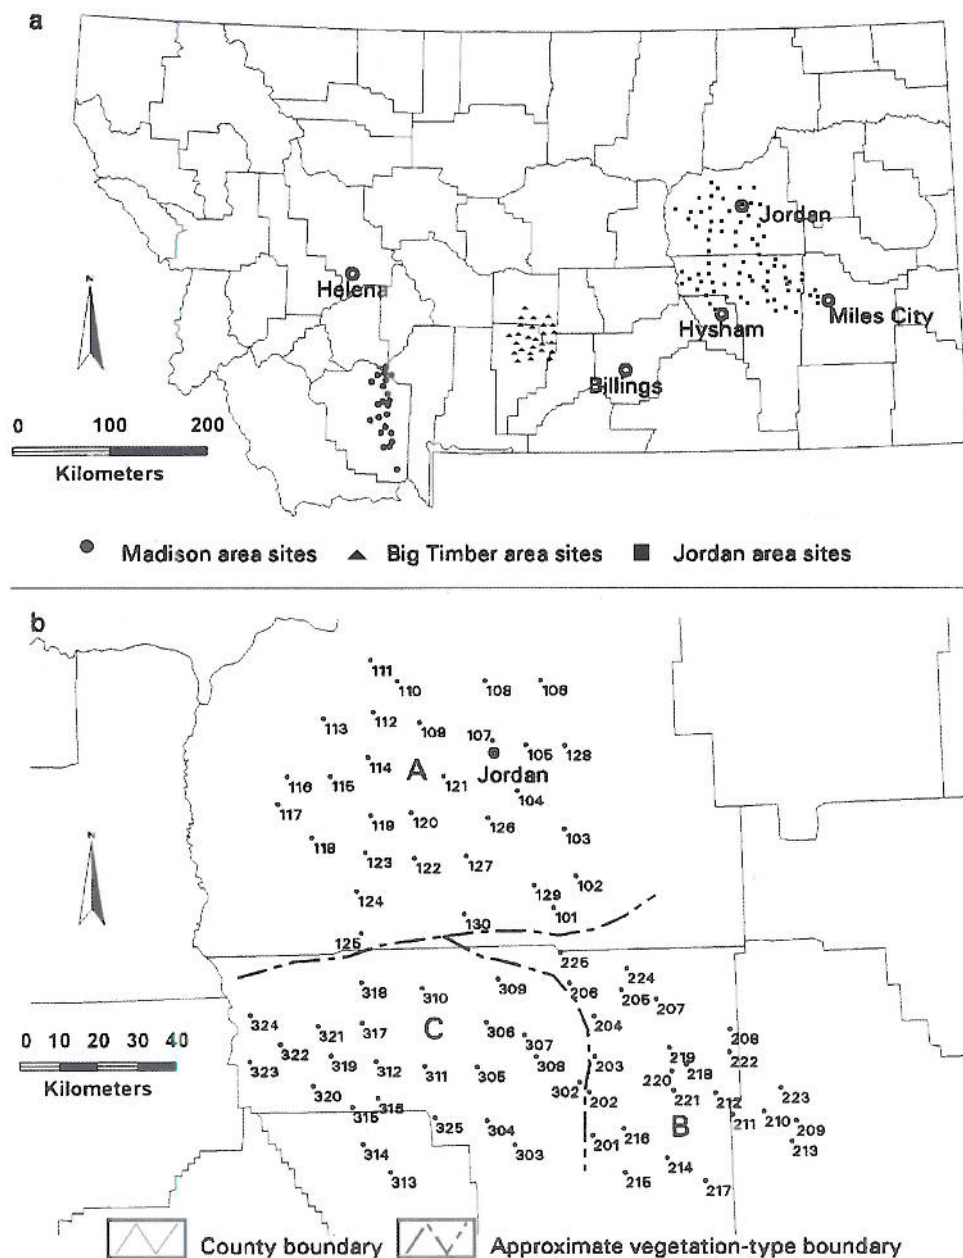 a
N
Jordan
Helena
Miles City
Hysham
Billings
0 100 200
Kilometers
Madison area sites Big Timber area sites Jordan area sites
b
111
110 108 106
113 112 109
107 105 128
114 A Jordan
116 115 121
104
117
119 120 126
103
118
N
123 122 127
102
124 129
101
130
125
225
224
318 310 309 206 205
207
324 321 317 C 306 204
307 208
322
323 319 312 311 305 308 203 219 218 222
220
320 302 202 221 212 223
315 316
325 304 216 B 211 210 209
201
314 303 213
214
313 215 217
0 10 20 30 40
Kilometers
County boundary Approximate vegetation-type boundary